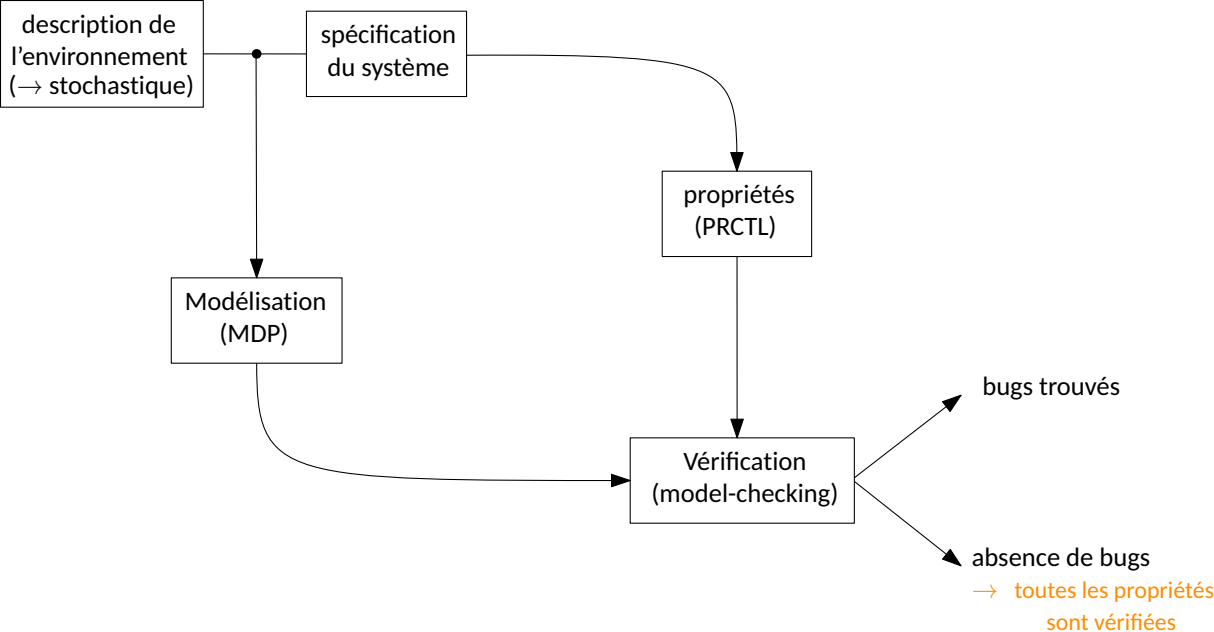 description de
l'environnement
(→ stochastique)
spécification
du système
propriétés
(PRCTL)
Modélisation
(MDP)
bugs trouvés
Vérification
(model-checking)
absence de bugs
→ toutes les propriétés
sont vérifiées